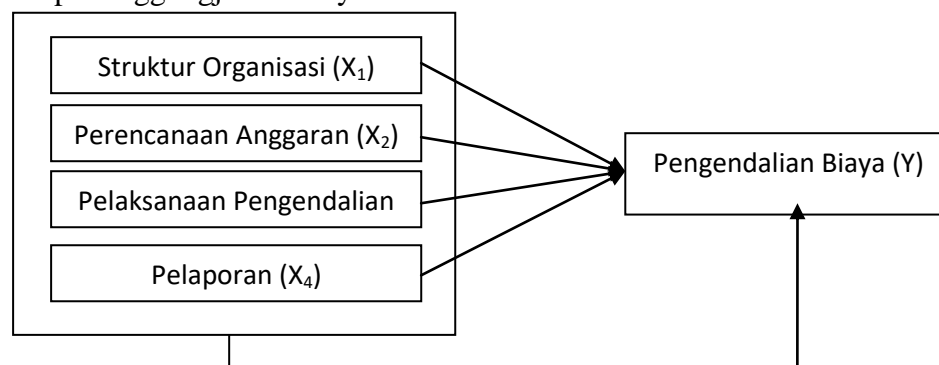 Struktur Organisasi (X₁)
Perencanaan Anggaran (X₂)
Pengendalian Biaya (Y)
Pelaksanaan Pengendalian
Pelaporan (X₄)